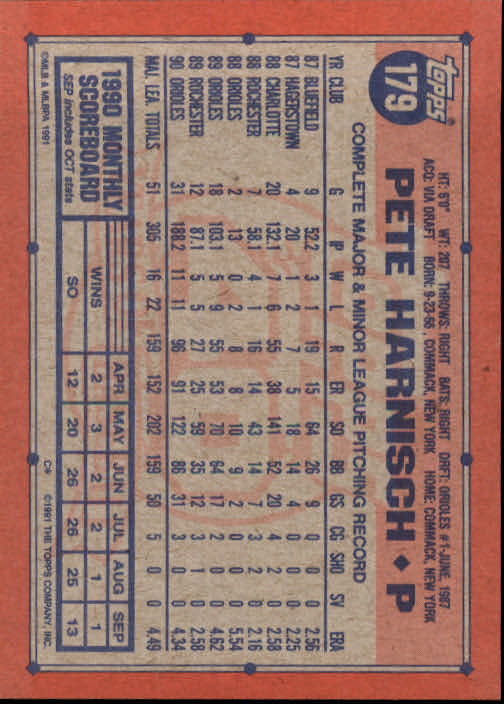 TOPPS
179
HT: 6'0" WT: 207 THROWS: RIGHT BATS: RIGHT DRFT: ORIOLES #1-JUNE, 1987
ACQ: VIA DRAFT BORN: 9-23-66, COMMACK, NEW YORK HOME: COMMACK, NEW YORK
PETE HARNISCH ♦ P
COMPLETE MAJOR & MINOR LEAGUE PITCHING RECORD
YR CLUB G IP W L R ER SO BB GS CG SHO SV ERA
87 BLUEFIELD 9 52.2 3 1 19 15 64 26 9 0 0 0 2.56
87 HAGERSTOWN 4 20 1 2 7 5 18 14 4 0 0 0 2.25
88 CHARLOTTE 20 132.1 7 6 55 38 141 52 20 4 2 0 2.58
88 ROCHESTER 7 58.1 4 1 16 14 43 14 7 3 2 0 2.16
88 ORIOLES 2 13 0 2 8 8 10 9 2 0 0 0 5.54
89 ORIOLES 18 103.1 5 9 55 53 70 64 17 2 0 0 4.62
89 ROCHESTER 12 87.1 5 5 27 25 59 35 12 3 1 0 2.58
90 ORIOLES 31 188.2 11 11 96 91 122 86 31 3 0 0 4.34
MAJ. LEA. TOTALS 51 305 16 22 159 152 202 159 50 5 0 0 4.49
1990 MONTHLY SCOREBOARD
SEP includes OCT stats
APR MAY JUN JUL AUG SEP
WINS 2 3 2 2 1 1
SO 12 20 26 26 25 13
©MLB & MLBPA 1991
C* ©1991 THE TOPPS COMPANY, INC.